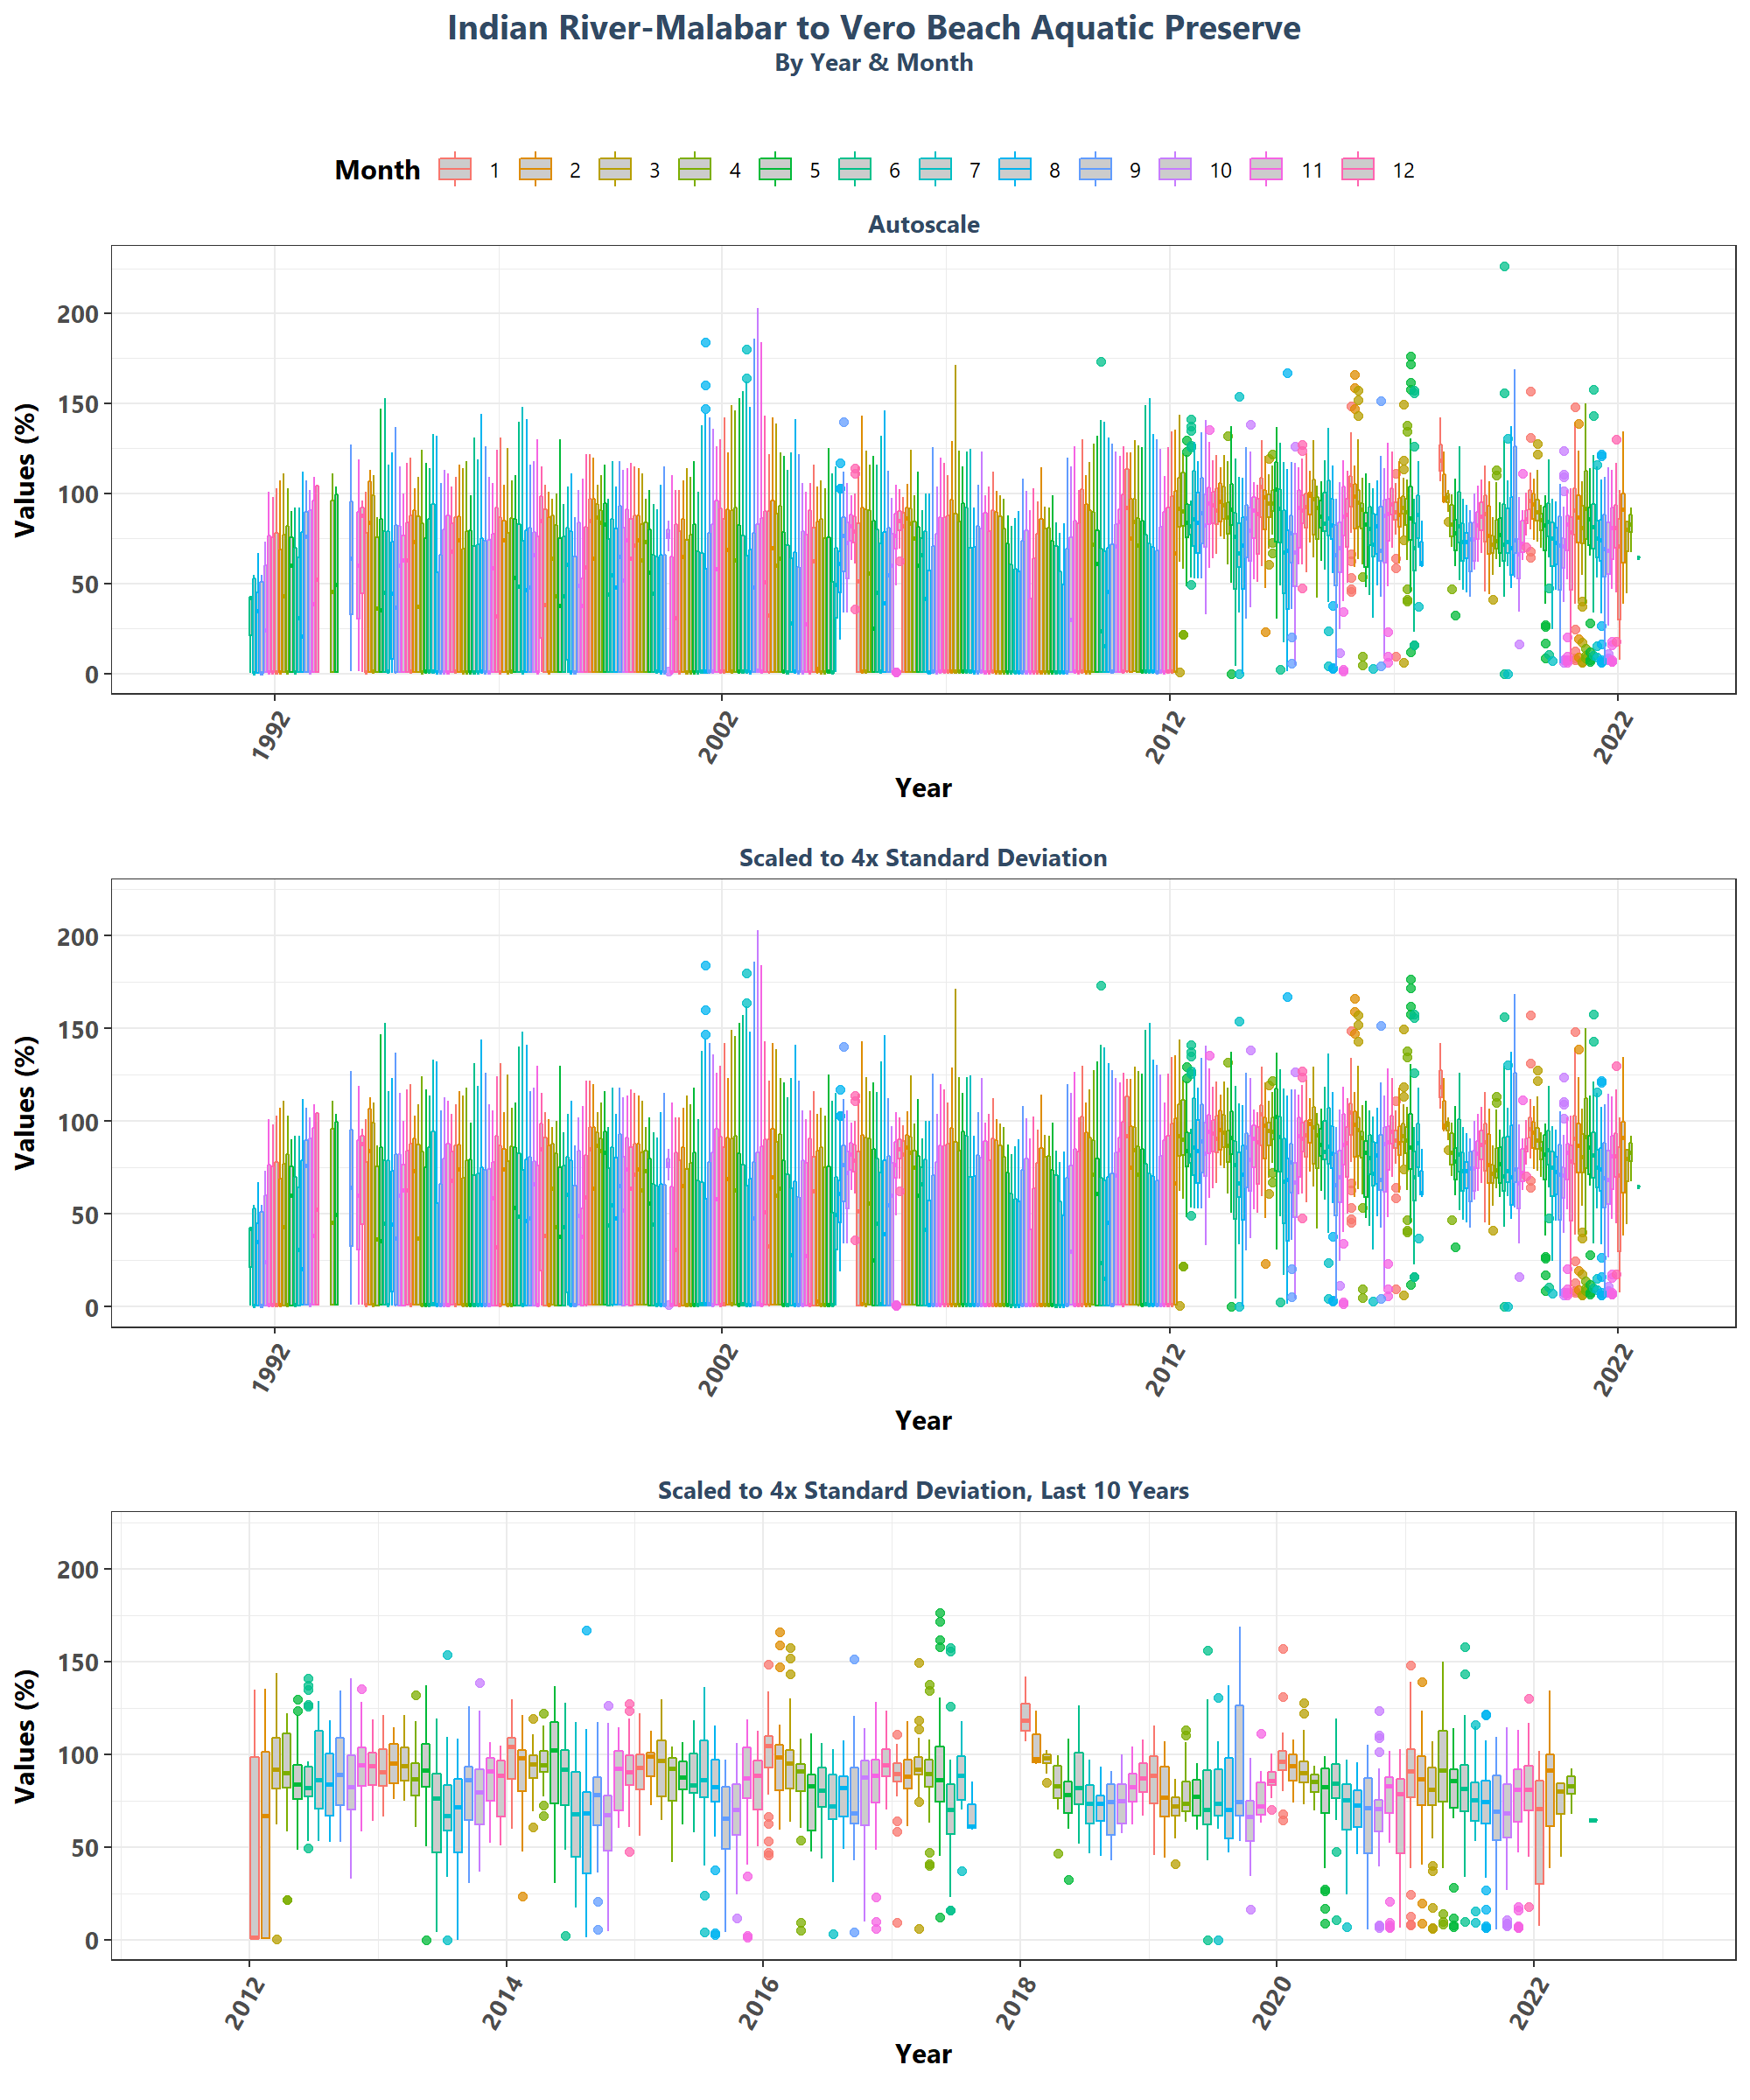 Indian River-Malabar to Vero Beach Aquatic Preserve
By Year & Month
Month 1 2 3 4 5 6 7 8 9 10 11 12
Autoscale
Values (%)
200
150
100
50
0
1992 2002 2012 2022
Year
Scaled to 4x Standard Deviation
Values (%)
200
150
100
50
0
1992 2002 2012 2022
Year
Scaled to 4x Standard Deviation, Last 10 Years
Values (%)
200
150
100
50
0
2012 2014 2016 2018 2020 2022
Year